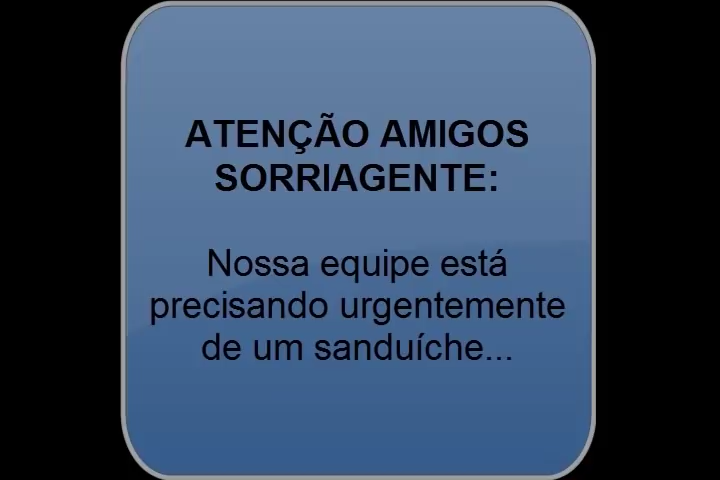 ATENÇÃO AMIGOS
SORRIAGENTE:
Nossa equipe está
precisando urgentemente
de um sanduíche...